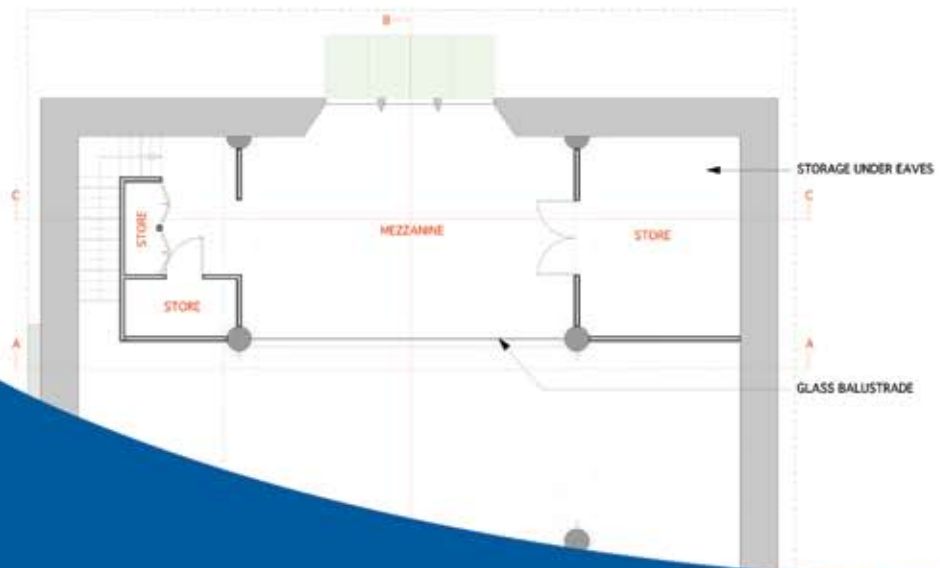 B
STORAGE UNDER EAVES
C
C
STORE
MEZZANINE
STORE
STORE
A
A
GLASS BALUSTRADE